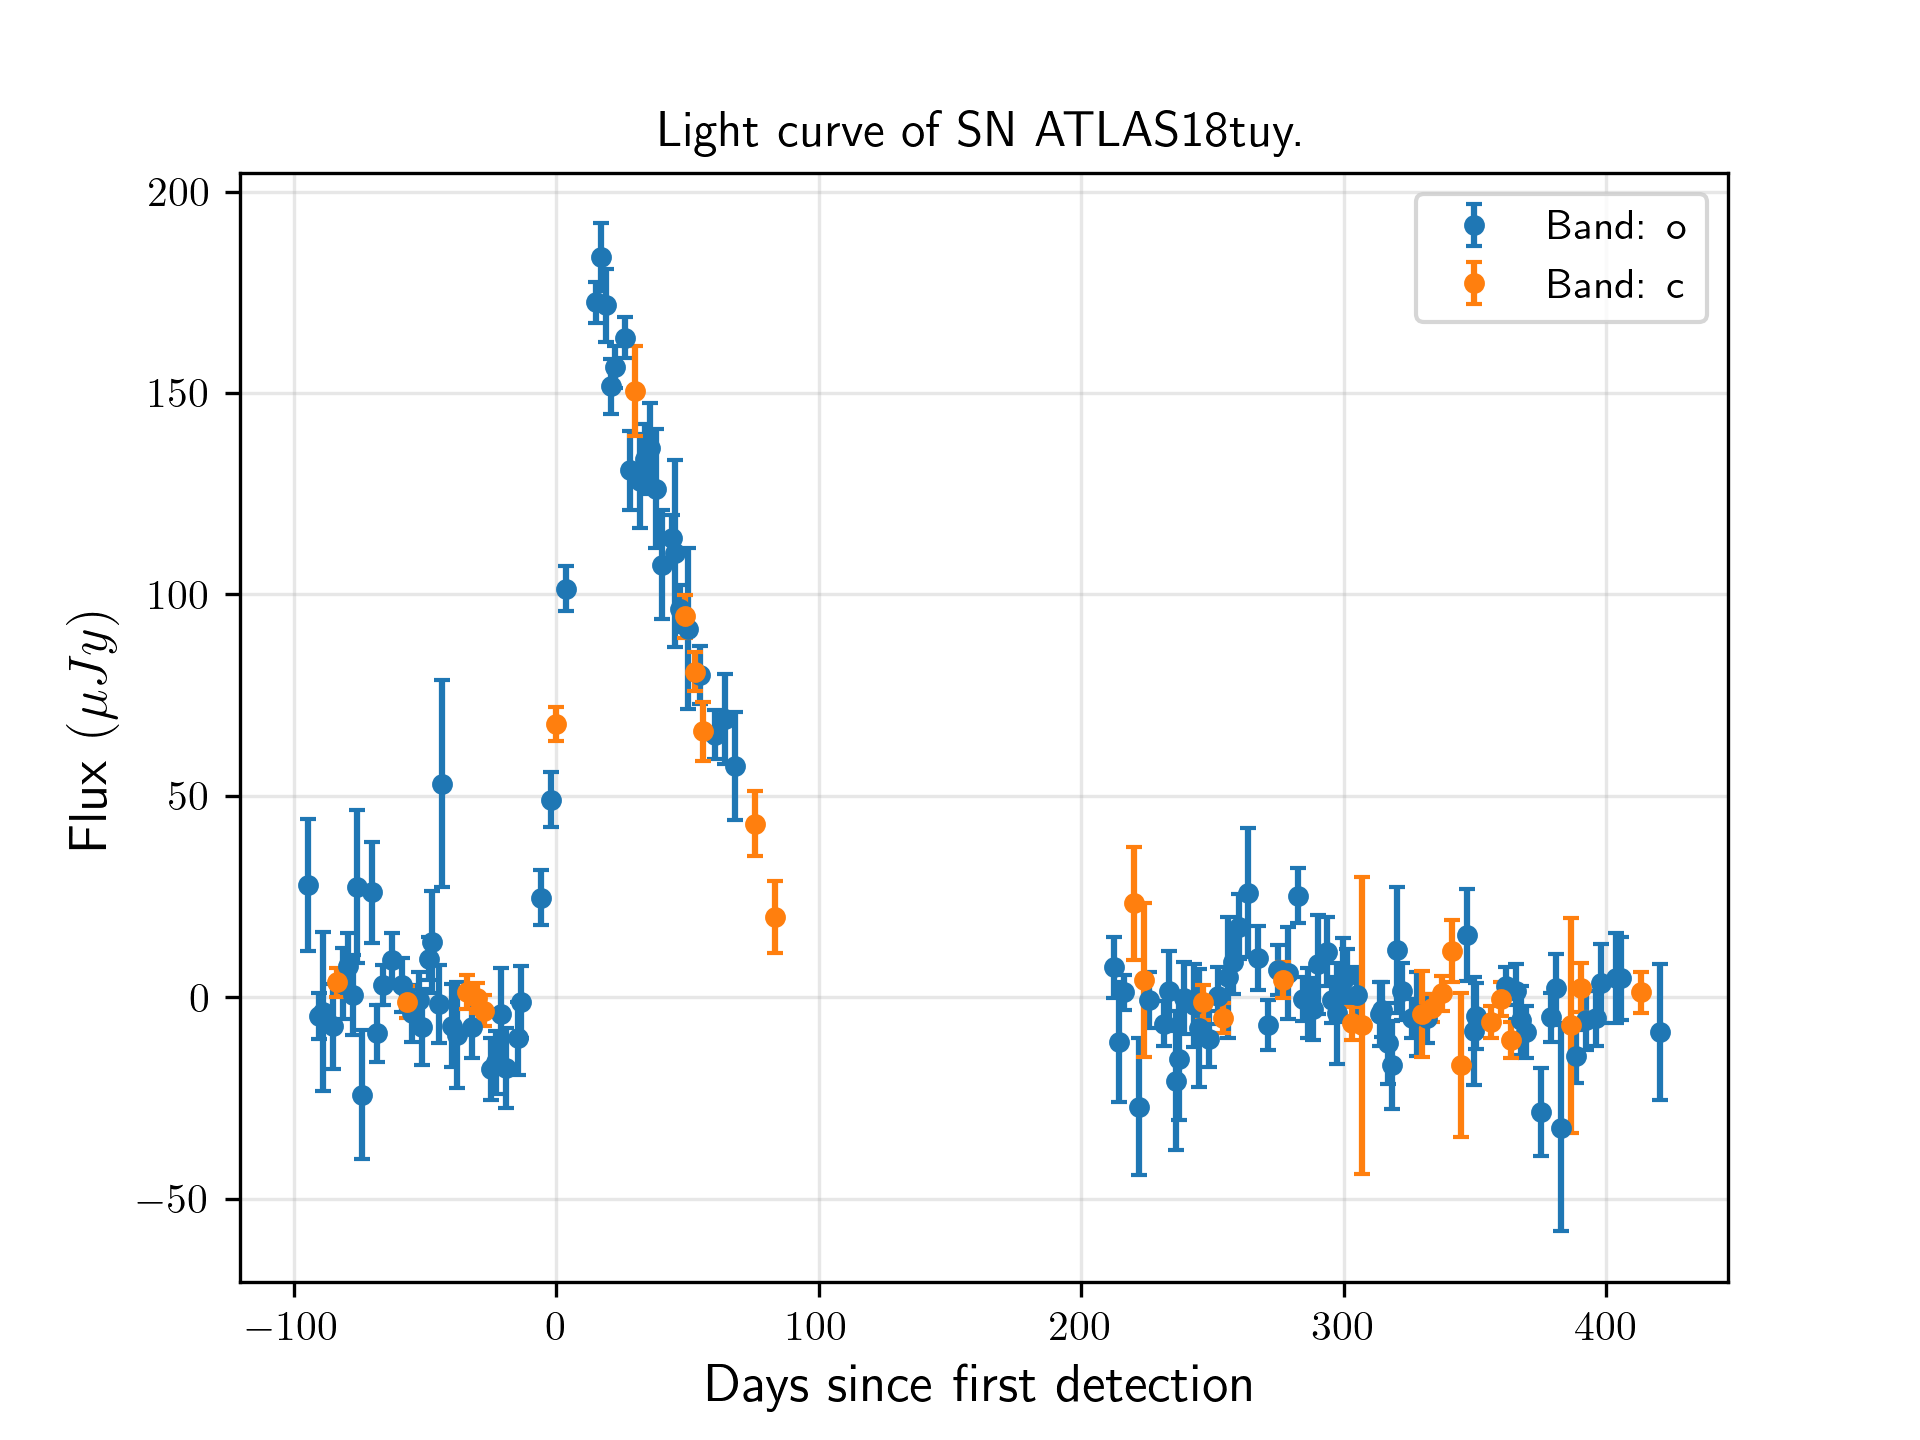 Light curve of SN ATLAS18tuy.
200
150
100
50
0
−50
Flux (μJy)
Band: o
Band: c
−100 0 100 200 300 400
Days since first detection